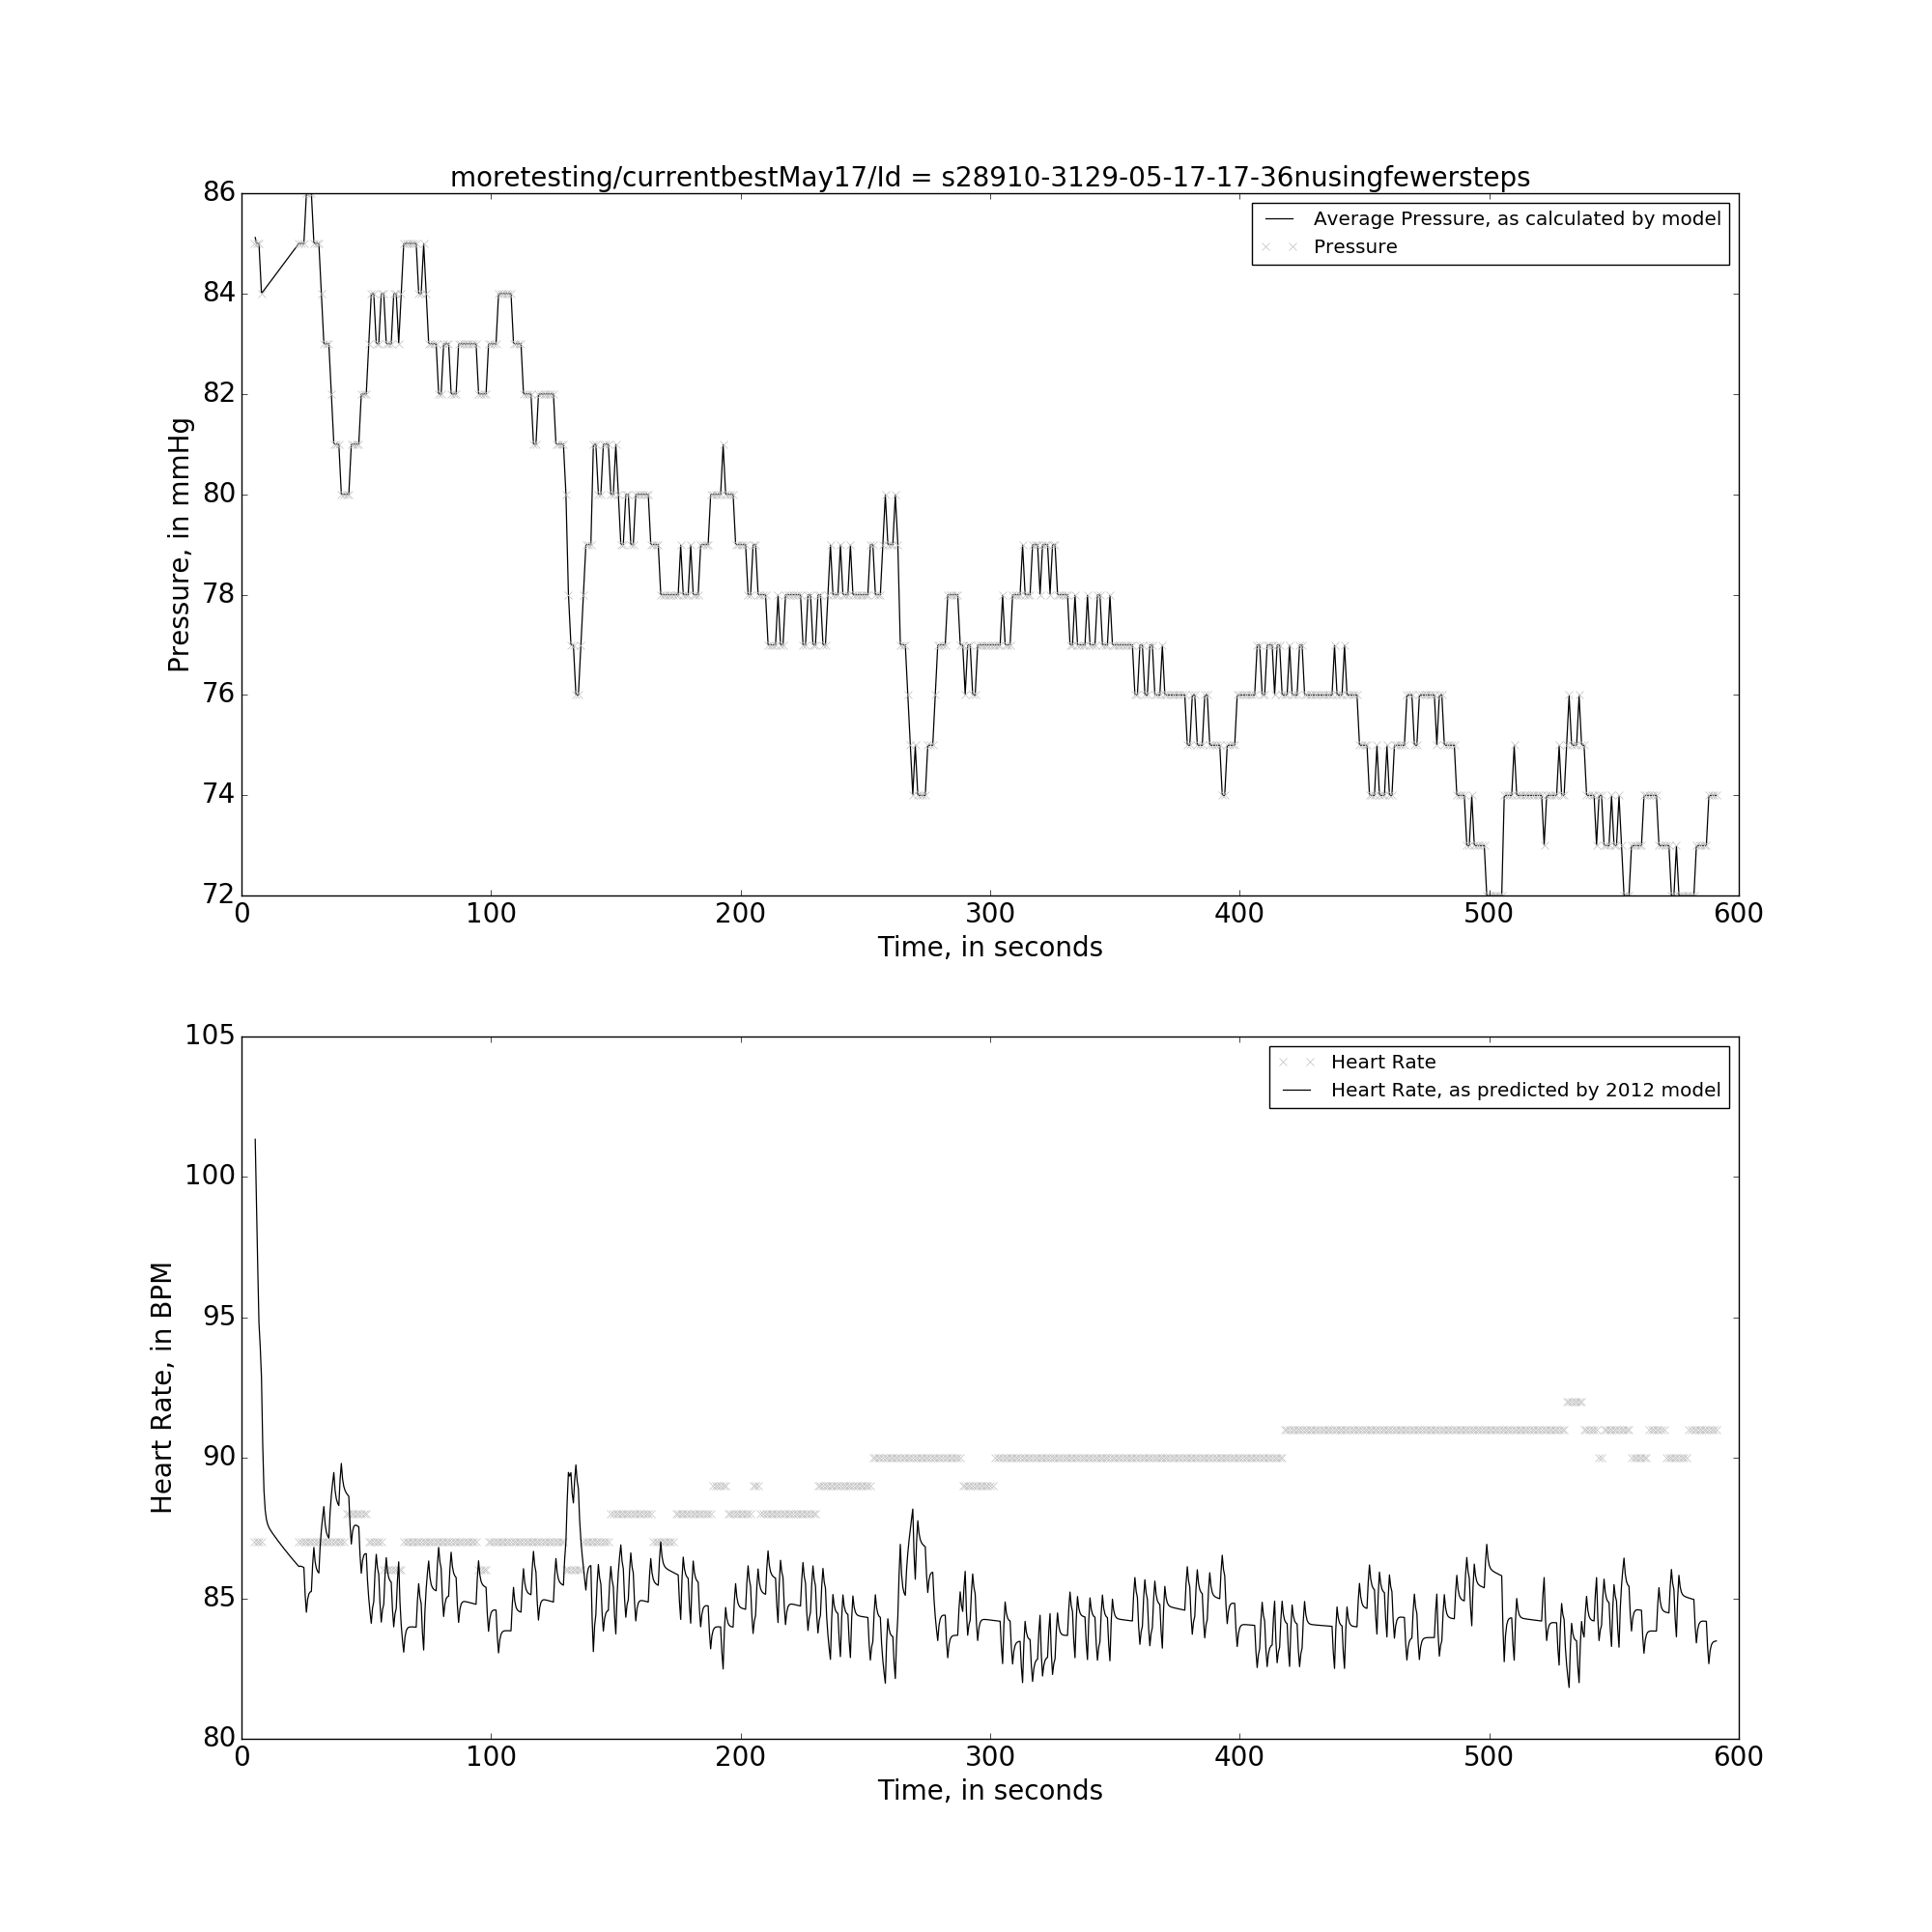 moretesting/currentbestMay17/Id = s28910-3129-05-17-17-36nusingfewersteps
86
84
82
80
78
76
74
72
Pressure, in mmHg
Average Pressure, as calculated by model
Pressure
0 100 200 300 400 500 600
Time, in seconds
105
100
95
90
85
80
Heart Rate, in BPM
Heart Rate
Heart Rate, as predicted by 2012 model
0 100 200 300 400 500 600
Time, in seconds